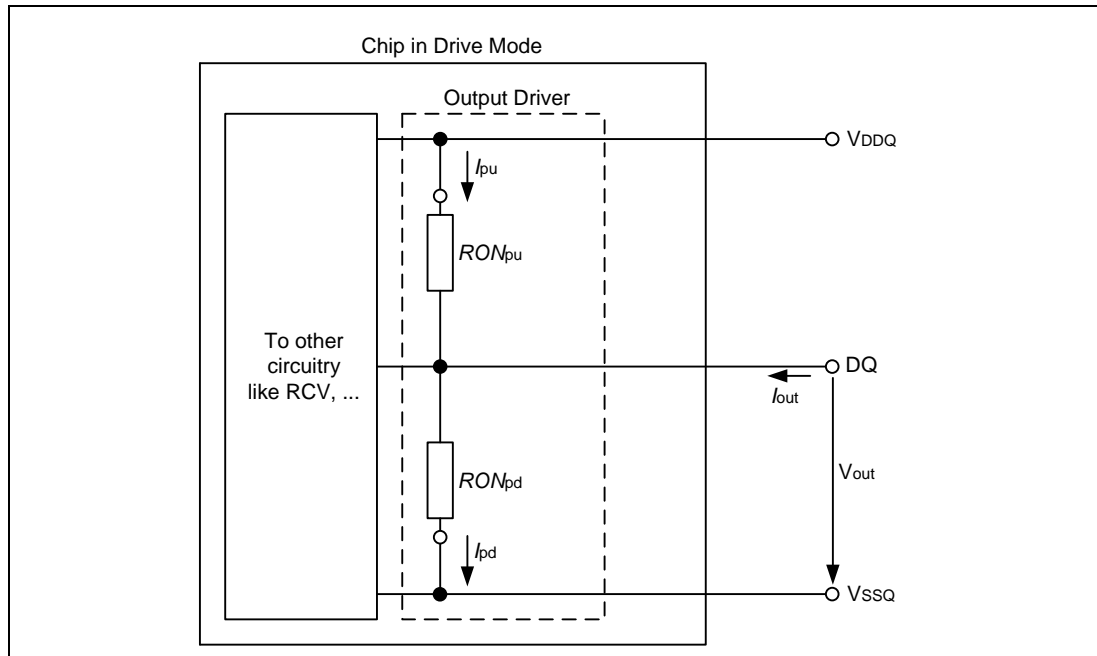 Chip in Drive Mode
Output Driver
VDDQ
Ipu
RONpu
To other
circuitry
like RCV, ...
DQ
Iout
RONpd
Vout
Ipd
VSSQ